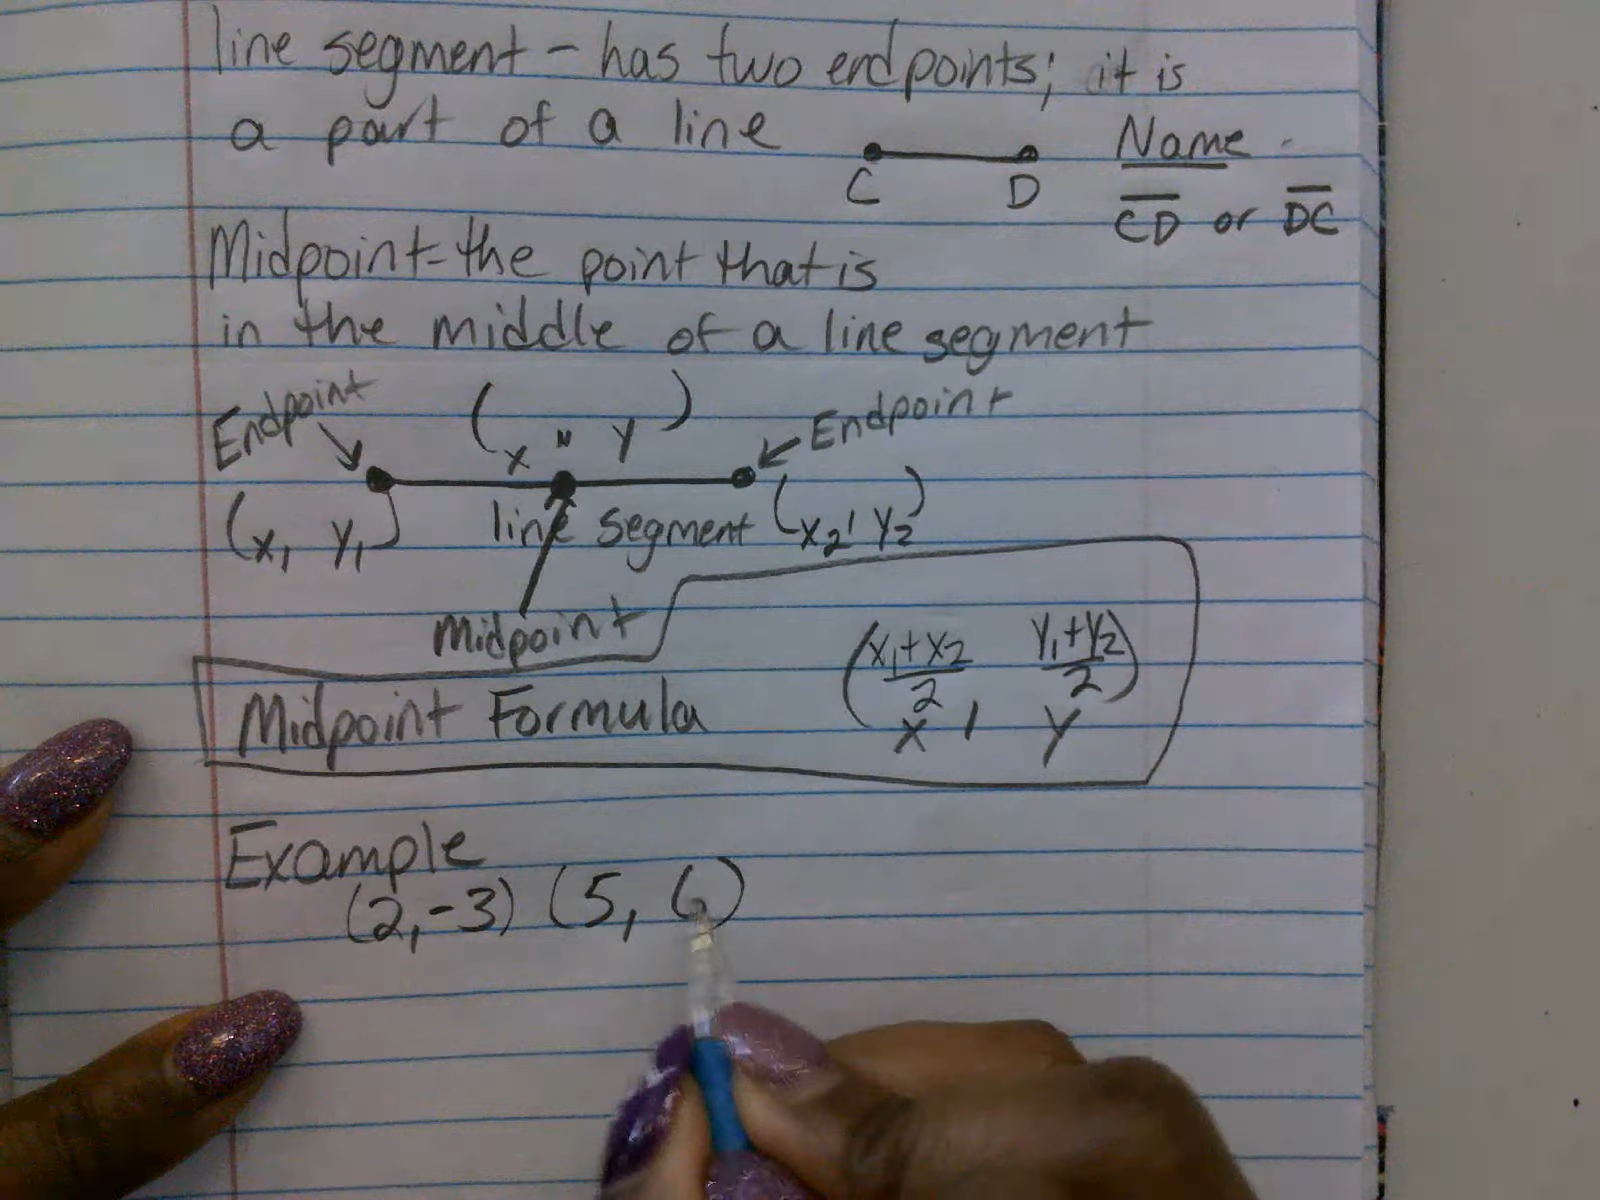 line segment - has two endpoints; it is
a part of a line
C D
Name
CD or DC
Midpoint - the point that is
in the middle of a line segment
Endpoint
( x , y )
Endpoint
(x₁ y₁)
line segment
(x₂, y₂)
Midpoint
Midpoint Formula
(x₁+x₂/2 , y₁+y₂/2)
x y
Example
(2,-3) (5, )